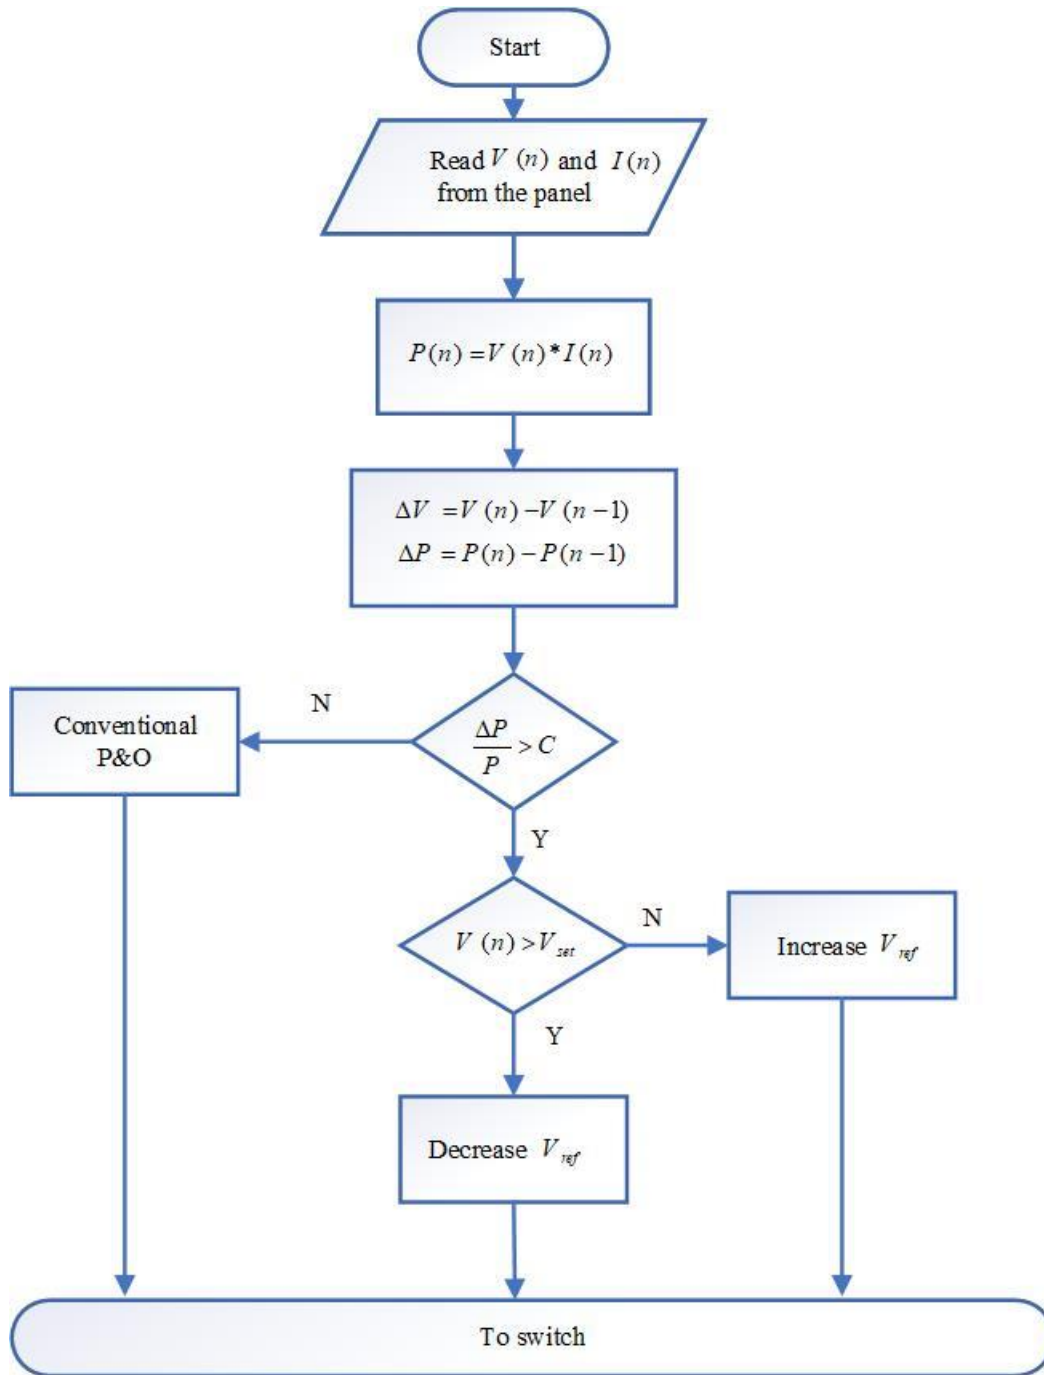 Start
Read V (n) and I(n)
from the panel
P(n) = V (n) * I(n)
ΔV = V (n) − V (n − 1)
ΔP = P(n) − P(n − 1)
N
Conventional
P&O
ΔP/P > C
Y
V (n) > V_set
N
Increase V_ref
Y
Decrease V_ref
To switch